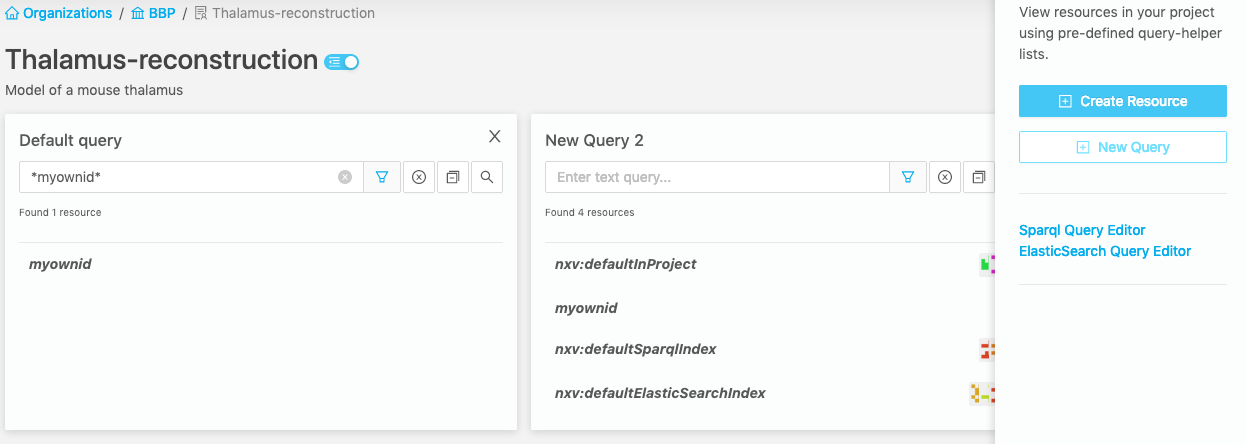 Organizations / BBP / Thalamus-reconstruction
Thalamus-reconstruction
Model of a mouse thalamus
Default query
*myownid*
Found 1 resource
myownid
New Query 2
Enter text query...
Found 4 resources
nxv:defaultInProject
myownid
nxv:defaultSparqlIndex
nxv:defaultElasticSearchIndex
View resources in your project
using pre-defined query-helper
lists.
Create Resource
New Query
Sparql Query Editor
ElasticSearch Query Editor